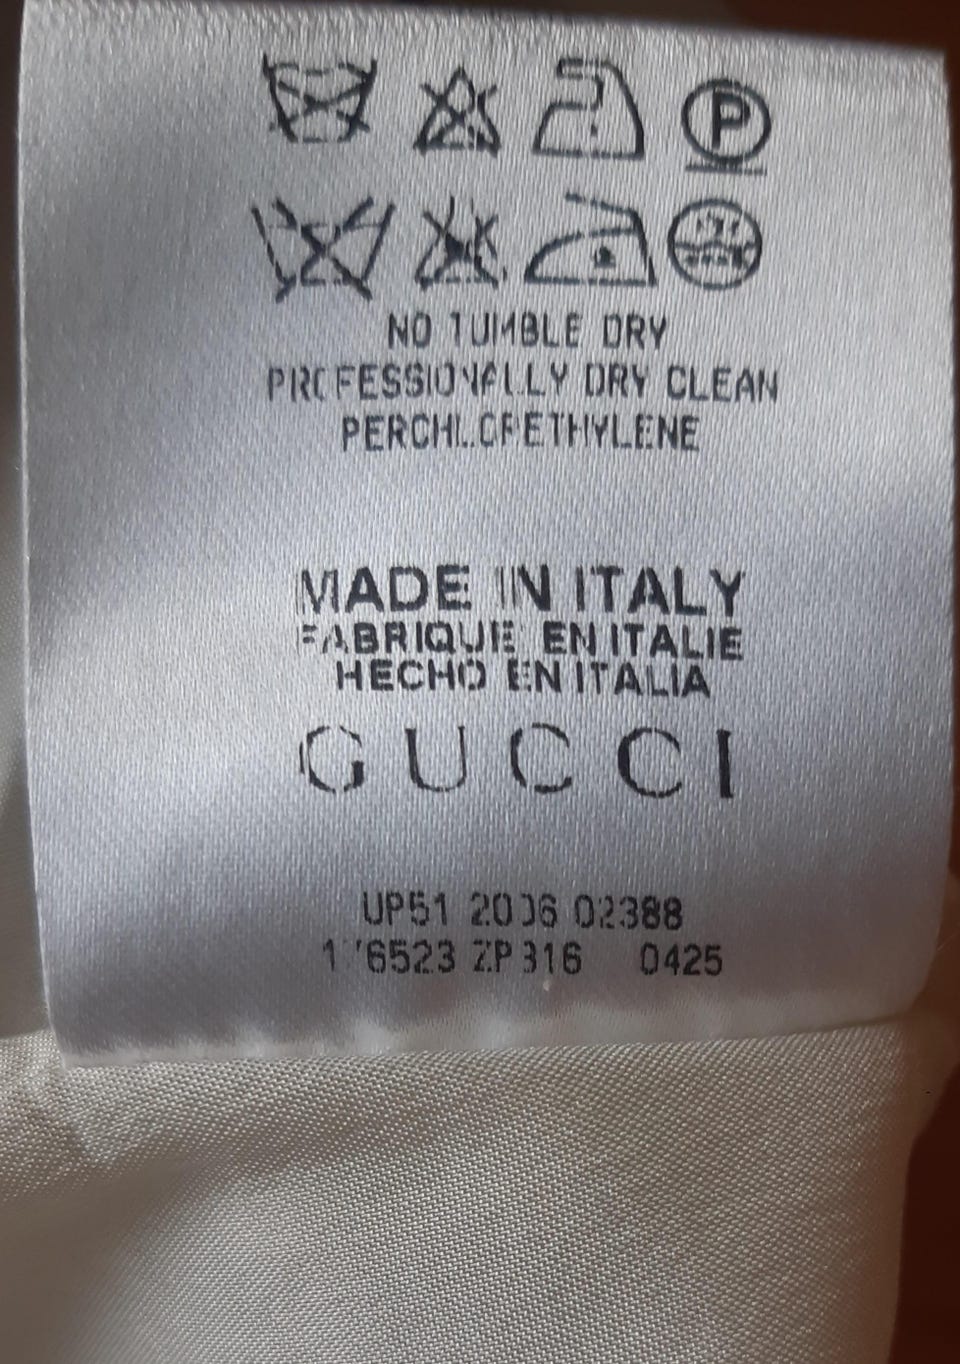 P
NO TUMBLE DRY
PROFESSIONALLY DRY CLEAN
PERCHLORETHYLENE
MADE IN ITALY
FABRIQUE EN ITALIE
HECHO EN ITALIA
GUCCI
UP51 2006 02388
176523 ZP316 0425